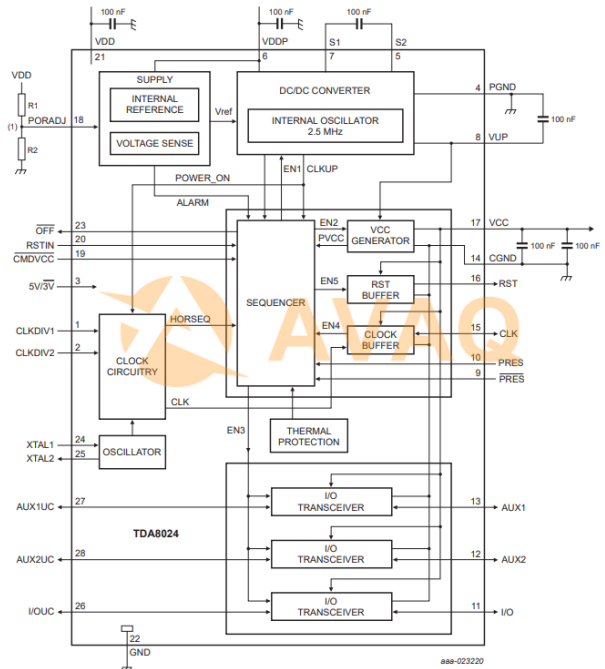 100 nF
100 nF
100 nF
VDD
VDDP
S1
S2
21
6
7
5
VDD
SUPPLY
DC/DC CONVERTER
4
PGND
R1
INTERNAL
REFERENCE
INTERNAL OSCILLATOR
2.5 MHz
100 nF
(1)
PORADJ
18
Vref
R2
VOLTAGE SENSE
8
VUP
EN1
CLKUP
POWER_ON
ALARM
OFF
23
EN2
VCC
GENERATOR
17
VCC
RSTIN
20
PVCC
100 nF
100 nF
CMDVCC
19
14
CGND
5V/3V
3
SEQUENCER
EN5
RST
BUFFER
16
RST
AVAQ
CLKDIV1
1
HORSEQ
EN4
CLOCK
BUFFER
15
CLK
CLKDIV2
2
CLOCK
CIRCUITRY
10
PRES
9
PRES
CLK
EN3
THERMAL
PROTECTION
XTAL1
24
XTAL2
25
OSCILLATOR
AUX1UC
27
I/O
TRANSCEIVER
13
AUX1
TDA8024
AUX2UC
28
I/O
TRANSCEIVER
12
AUX2
I/OUC
26
I/O
TRANSCEIVER
11
I/O
22
GND
aaa-023220